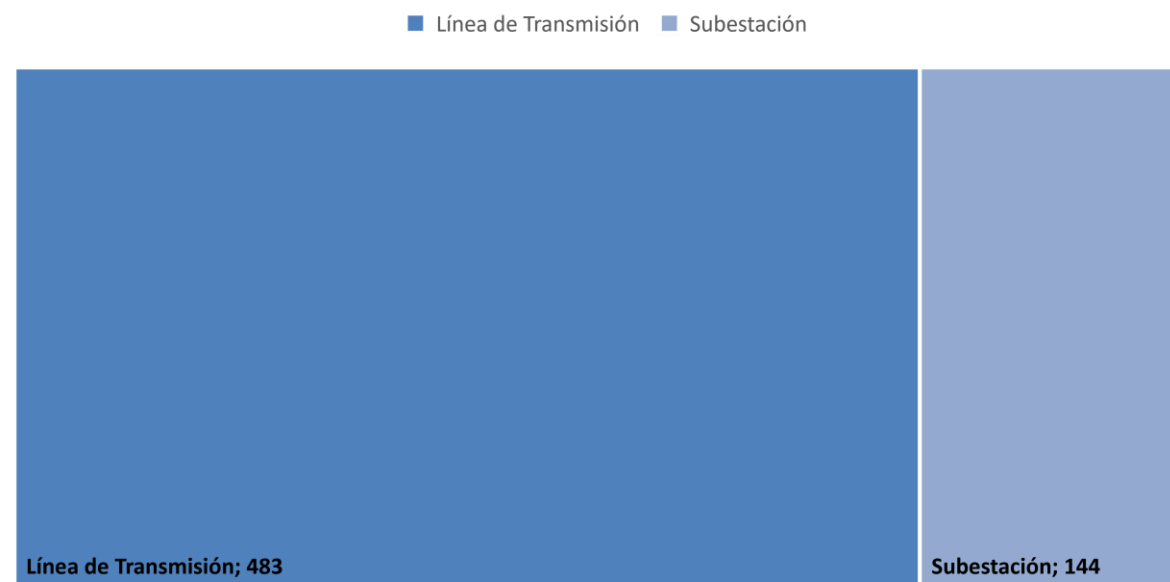 Línea de Transmisión Subestación
Línea de Transmisión; 483 Subestación; 144